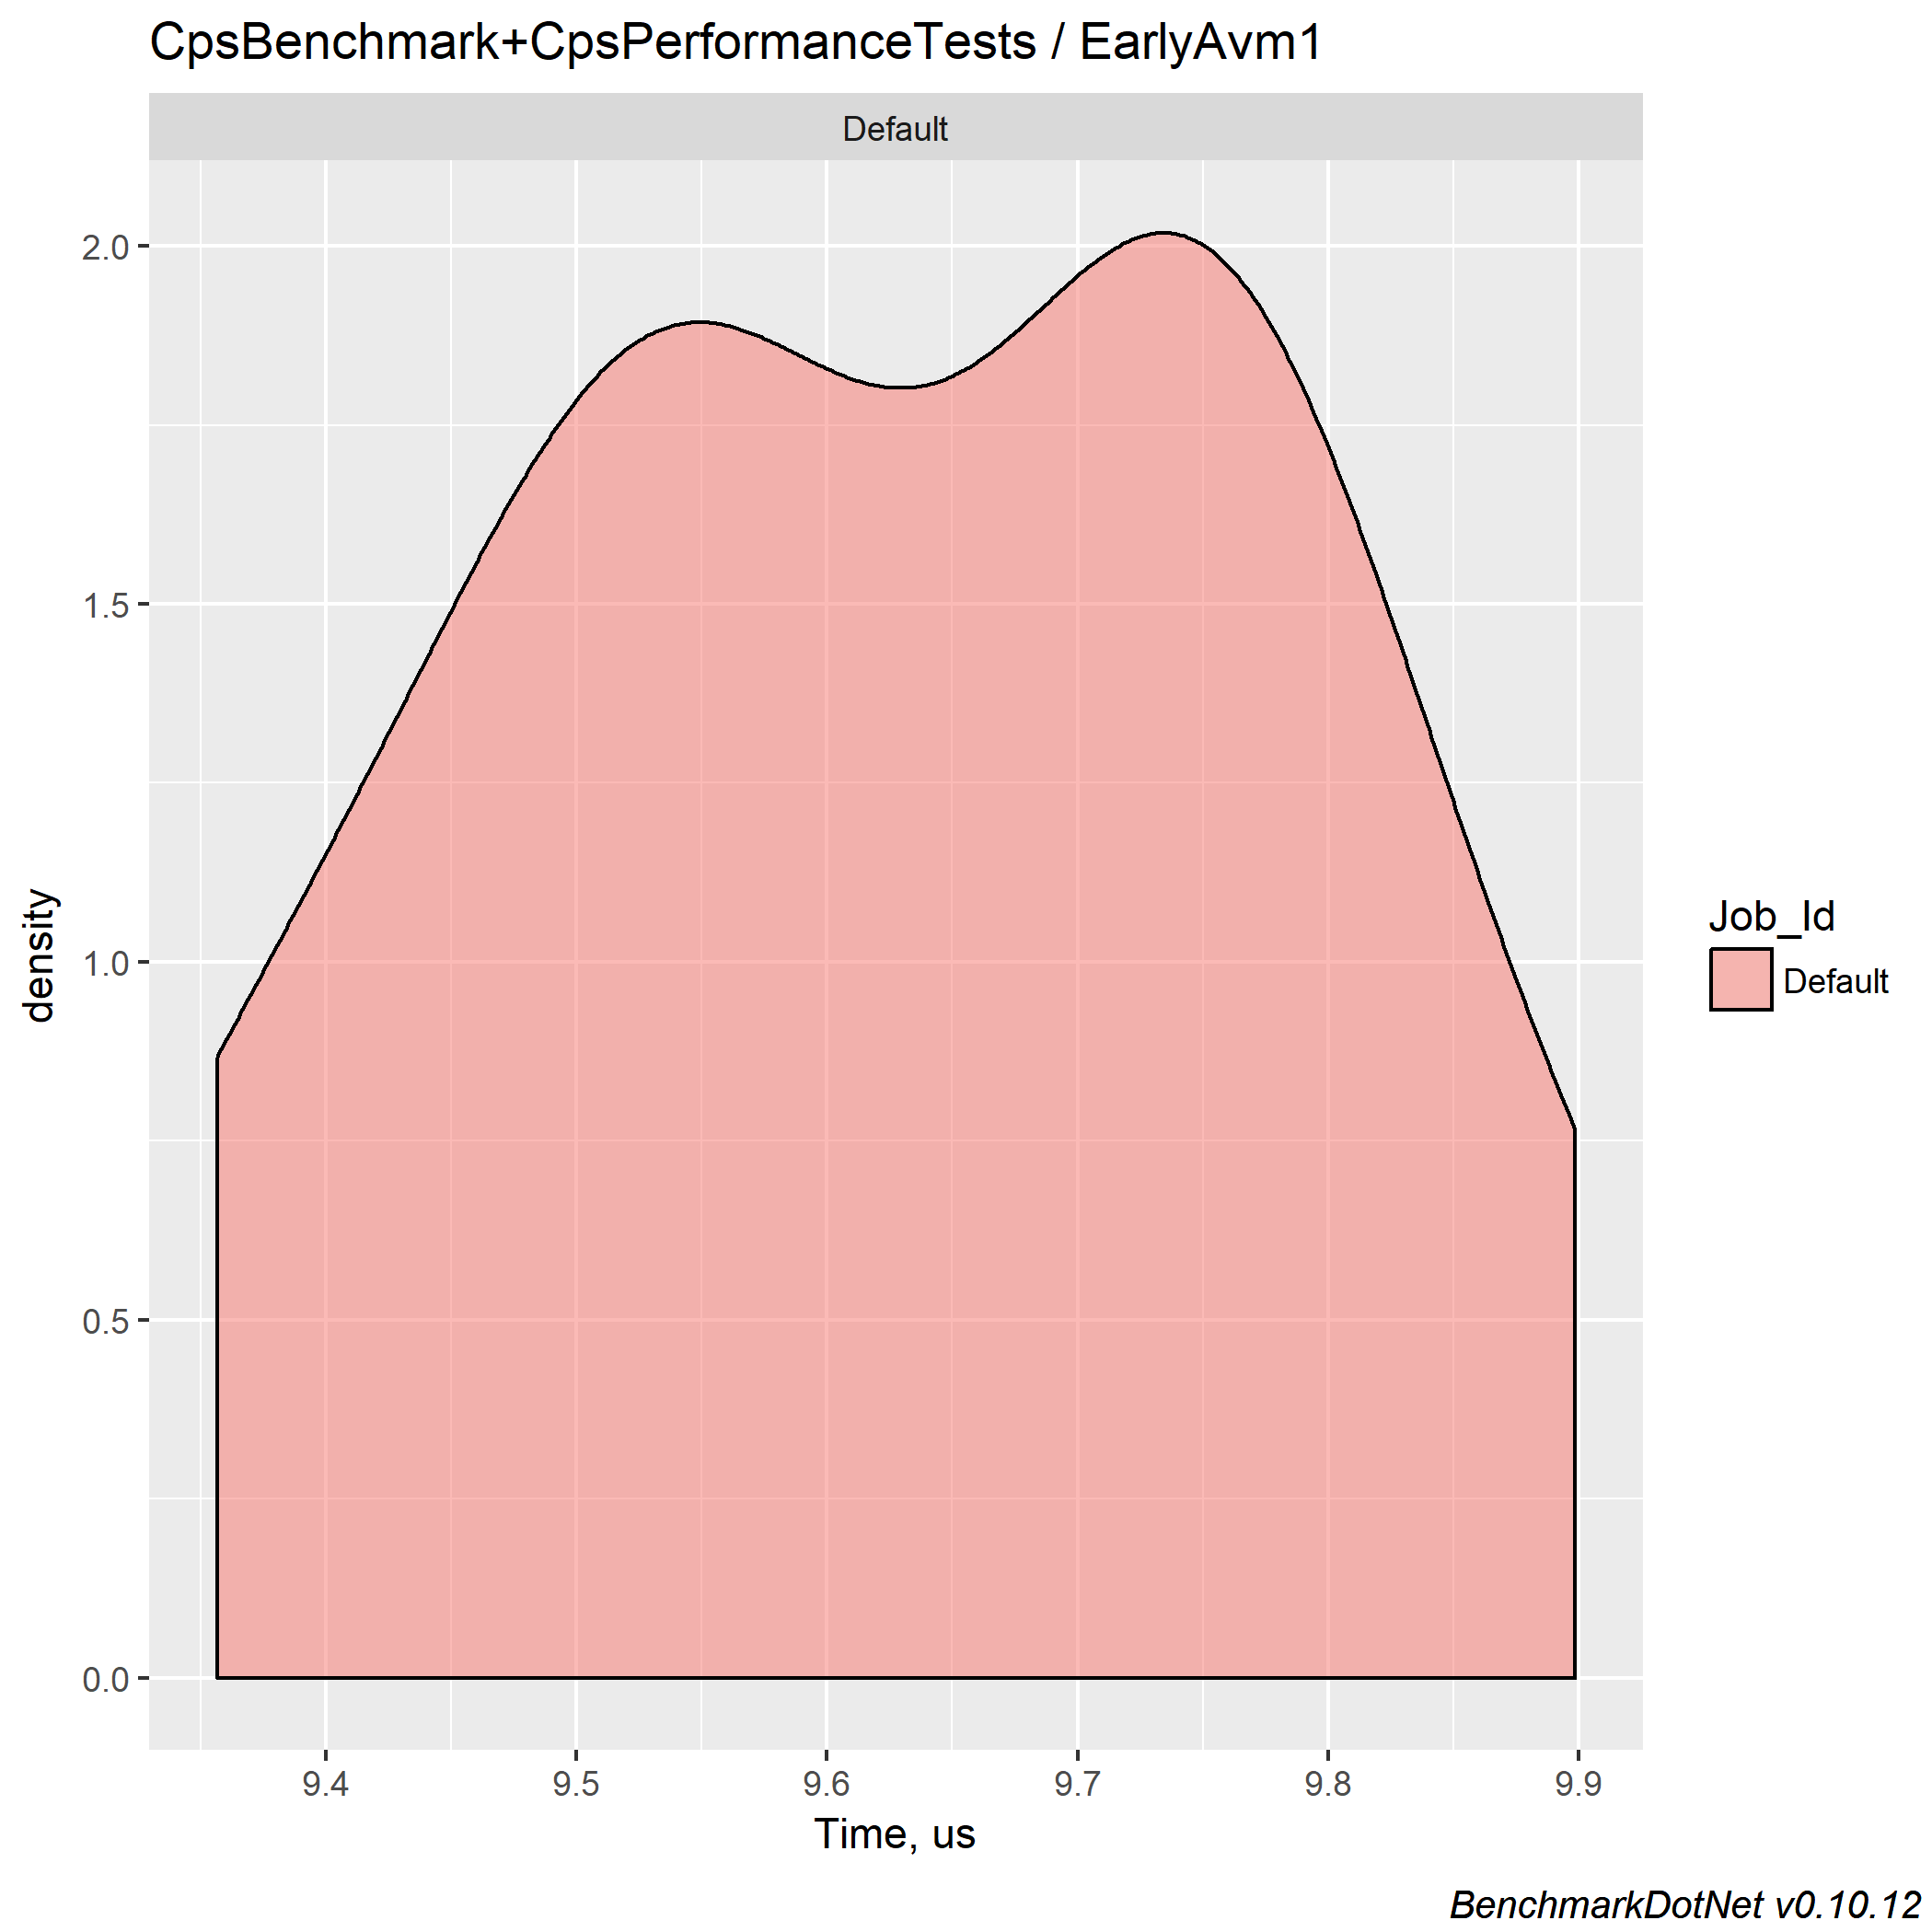 CpsBenchmark+CpsPerformanceTests / EarlyAvm1
Default
2.0
1.5
1.0
0.5
0.0
density
9.4 9.5 9.6 9.7 9.8 9.9
Time, us
Job_Id
Default
BenchmarkDotNet v0.10.12